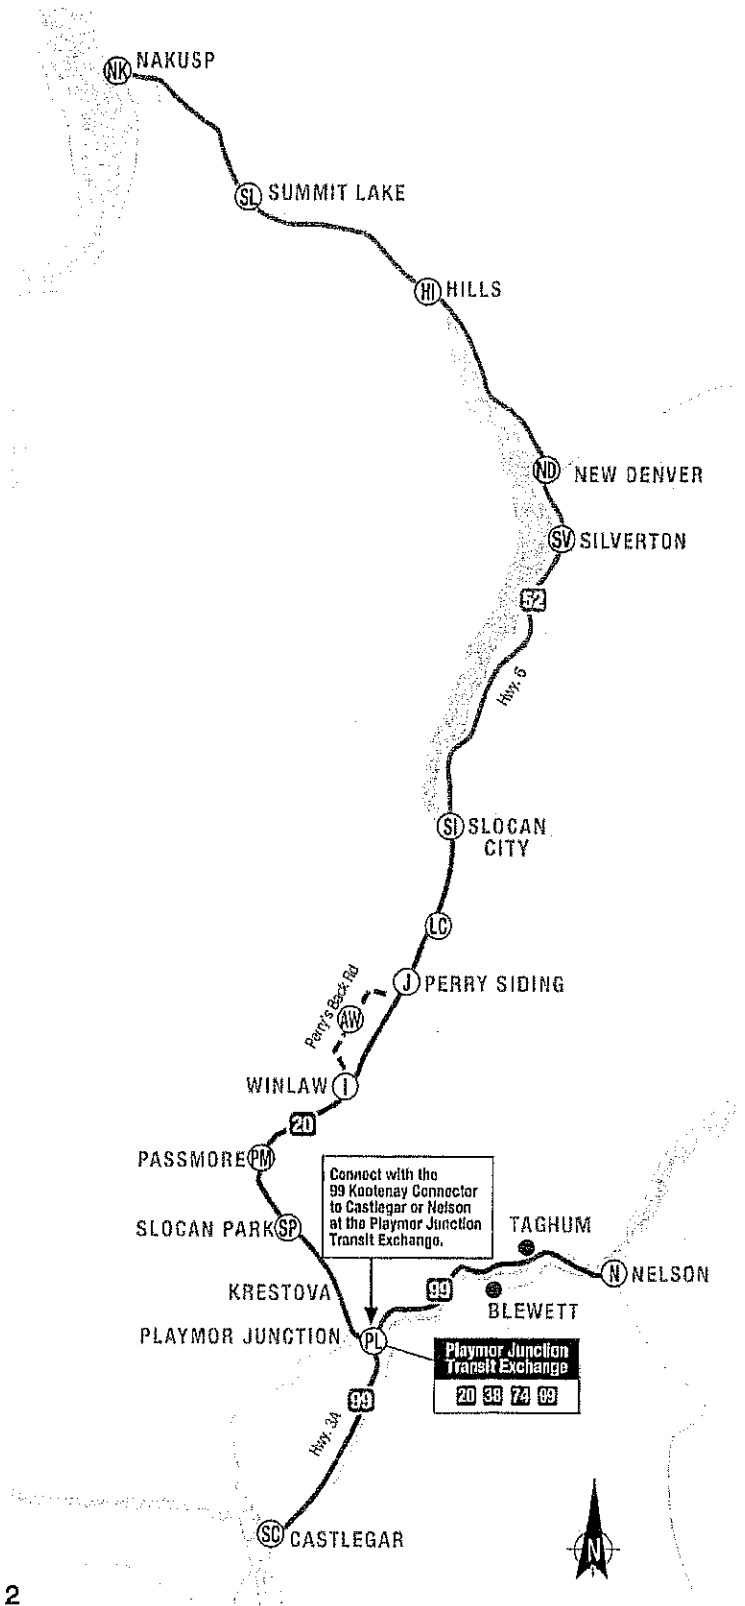 NK NAKUSP
SL SUMMIT LAKE
HI HILLS
ND NEW DENVER
SV SILVERTON
52
Hwy. 6
SI SLOCAN
CITY
LC
J PERRY SIDING
Perry's Back Rd
AW
WINLAW I
20
PASSMORE PM
Connect with the
99 Kootenay Connector
to Castlegar or Nelson
at the Playmor Junction
Transit Exchange.
SLOCAN PARK SP
TAGHUM
N NELSON
KRESTOVA
99
BLEWETT
PLAYMOR JUNCTION PL
Playmor Junction
Transit Exchange
20 38 74 99
99
Hwy. 3A
SC CASTLEGAR
N
2